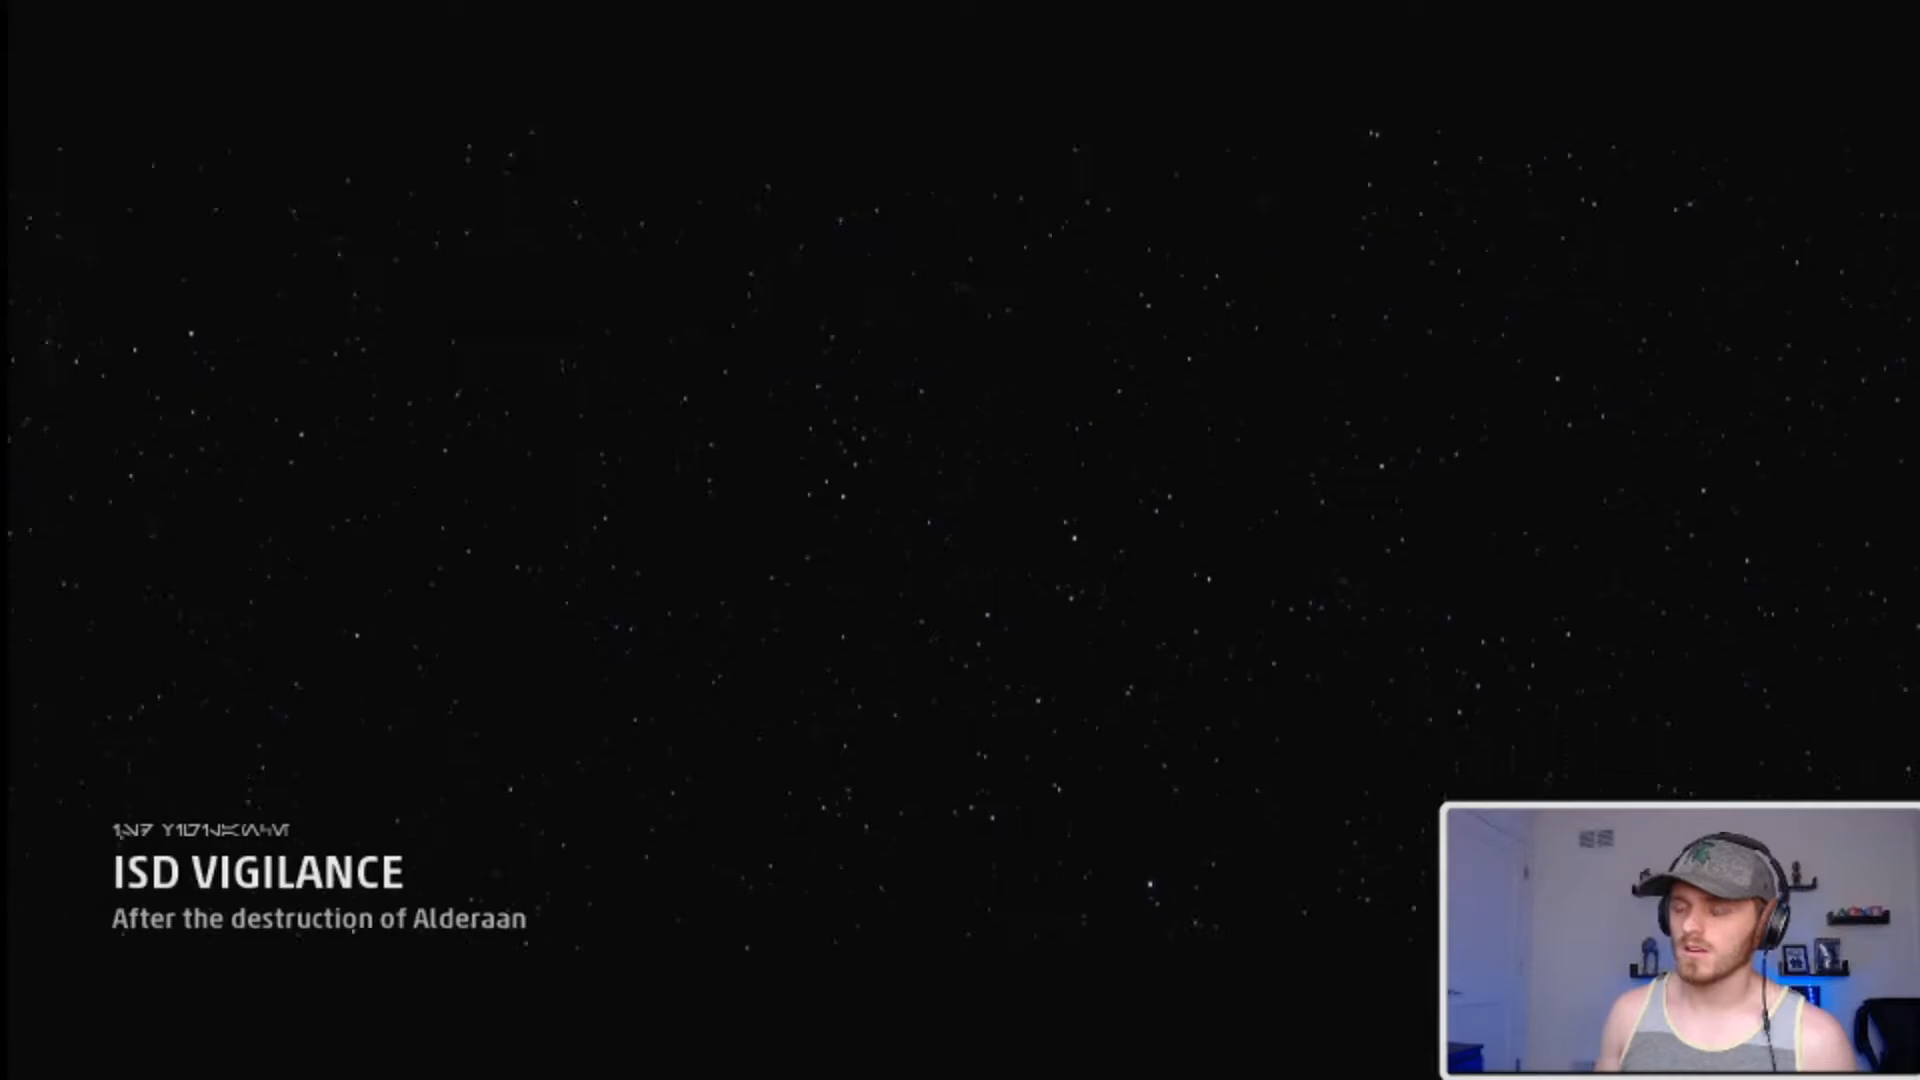 ISD VIGILANCE
After the destruction of Alderaan